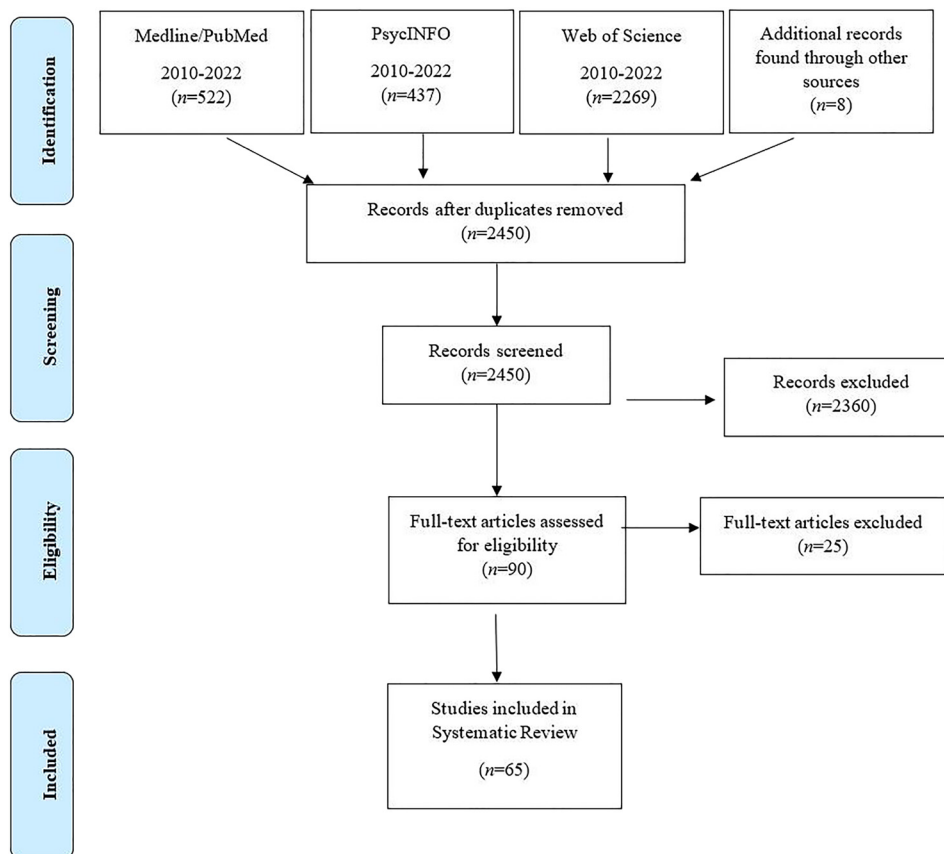 Identification
Medline/PubMed
2010-2022
(n=522)
PsycINFO
2010-2022
(n=437)
Web of Science
2010-2022
(n=2269)
Additional records
found through other
sources
(n=8)
Records after duplicates removed
(n=2450)
Screening
Records screened
(n=2450)
Records excluded
(n=2360)
Eligibility
Full-text articles assessed
for eligibility
(n=90)
Full-text articles excluded
(n=25)
Included
Studies included in
Systematic Review
(n=65)